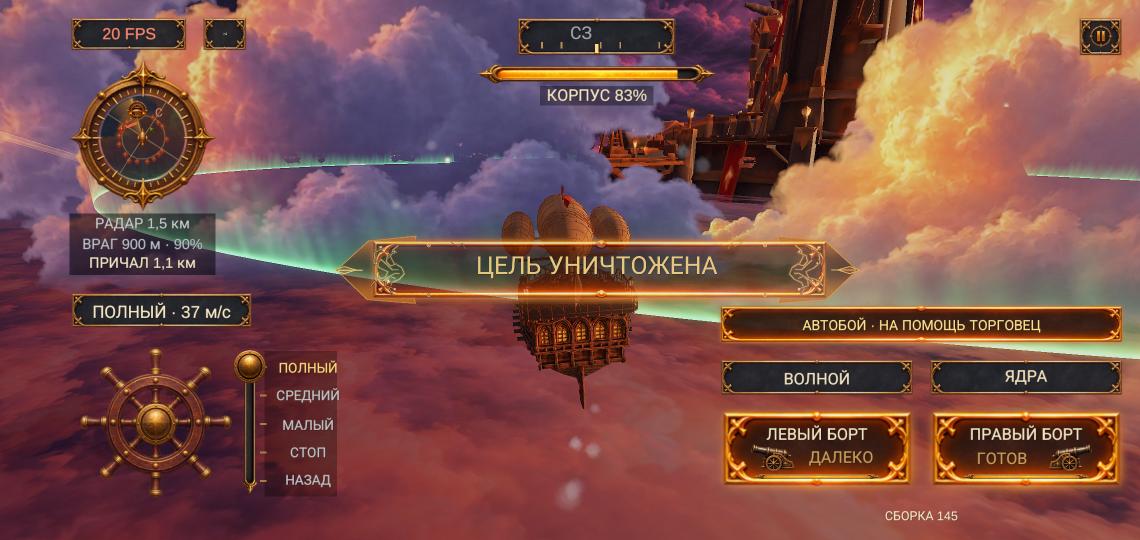 20 FPS
СЗ
КОРПУС 83%
С
РАДАР 1,5 км
ВРАГ 900 м · 90%
ПРИЧАЛ 1,1 км
ПОЛНЫЙ · 37 м/с
ЦЕЛЬ УНИЧТОЖЕНА
АВТОБОЙ · НА ПОМОЩЬ ТОРГОВЕЦ
ВОЛНОЙ
ЯДРА
ПОЛНЫЙ
СРЕДНИЙ
МАЛЫЙ
СТОП
НАЗАД
ЛЕВЫЙ БОРТ
ДАЛЕКО
ПРАВЫЙ БОРТ
ГОТОВ
СБОРКА 145